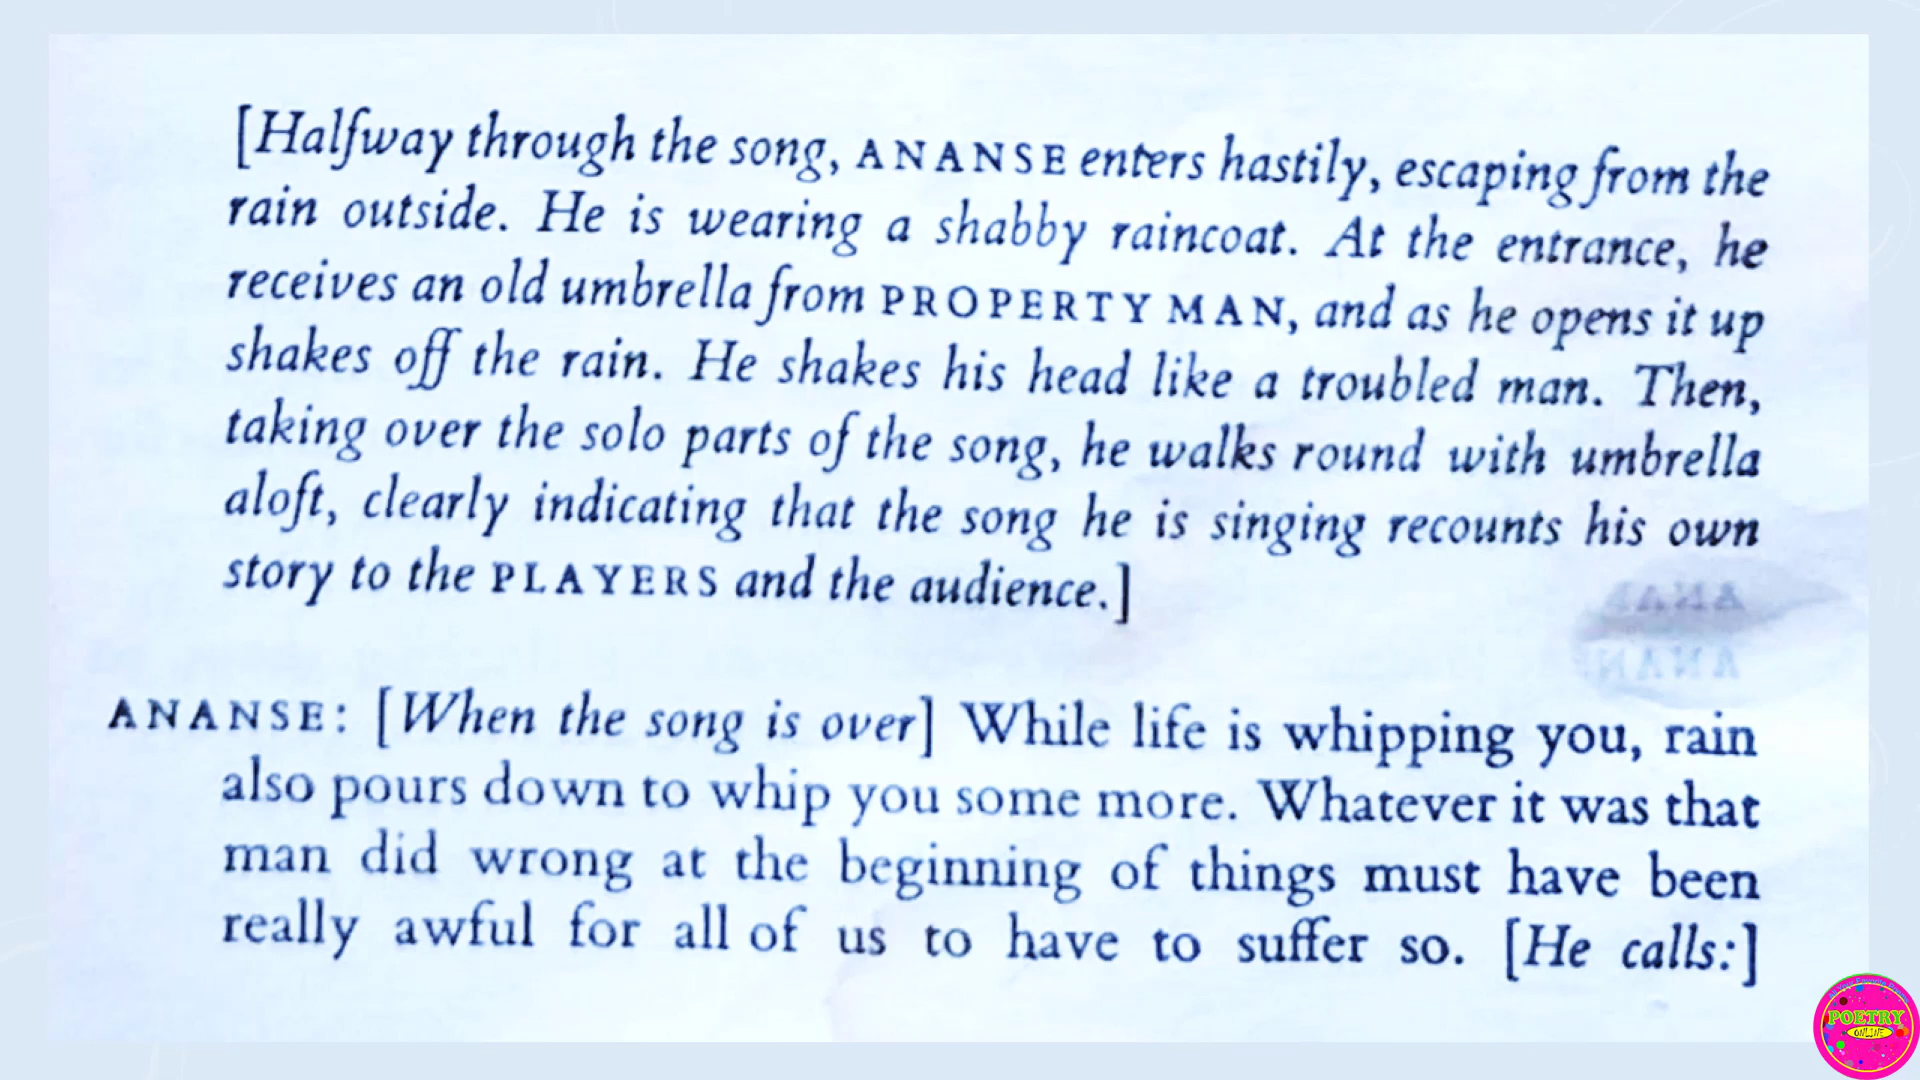 [Halfway through the song, ANANSE enters hastily, escaping from the
rain outside. He is wearing a shabby raincoat. At the entrance, he
receives an old umbrella from PROPERTY MAN, and as he opens it up
shakes off the rain. He shakes his head like a troubled man. Then,
taking over the solo parts of the song, he walks round with umbrella
aloft, clearly indicating that the song he is singing recounts his own
story to the PLAYERS and the audience.]
ANANSE: [When the song is over] While life is whipping you, rain
also pours down to whip you some more. Whatever it was that
man did wrong at the beginning of things must have been
really awful for all of us to have to suffer so. [He calls:]
POETRY
ONLINE